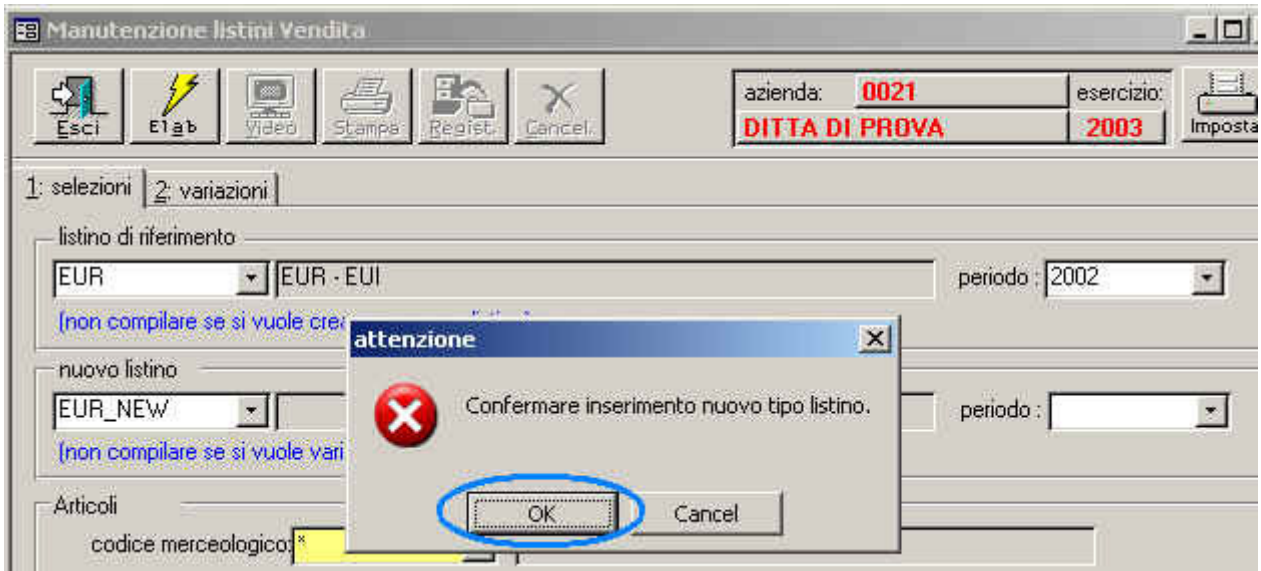 Manutenzione listini Vendita
Esci
Elab
Video
Stampa
Regist.
Cancel.
azienda: 0021 esercizio:
DITTA DI PROVA 2003
Imposta
1: selezioni 2: variazioni
listino di riferimento
EUR EUR - EUI periodo : 2002
(non compilare se si vuole
attenzione
nuovo listino
EUR_NEW periodo :
Confermare inserimento nuovo tipo listino.
(non compilare se si vuole vari
OK Cancel
Articoli
codice merceologico: *